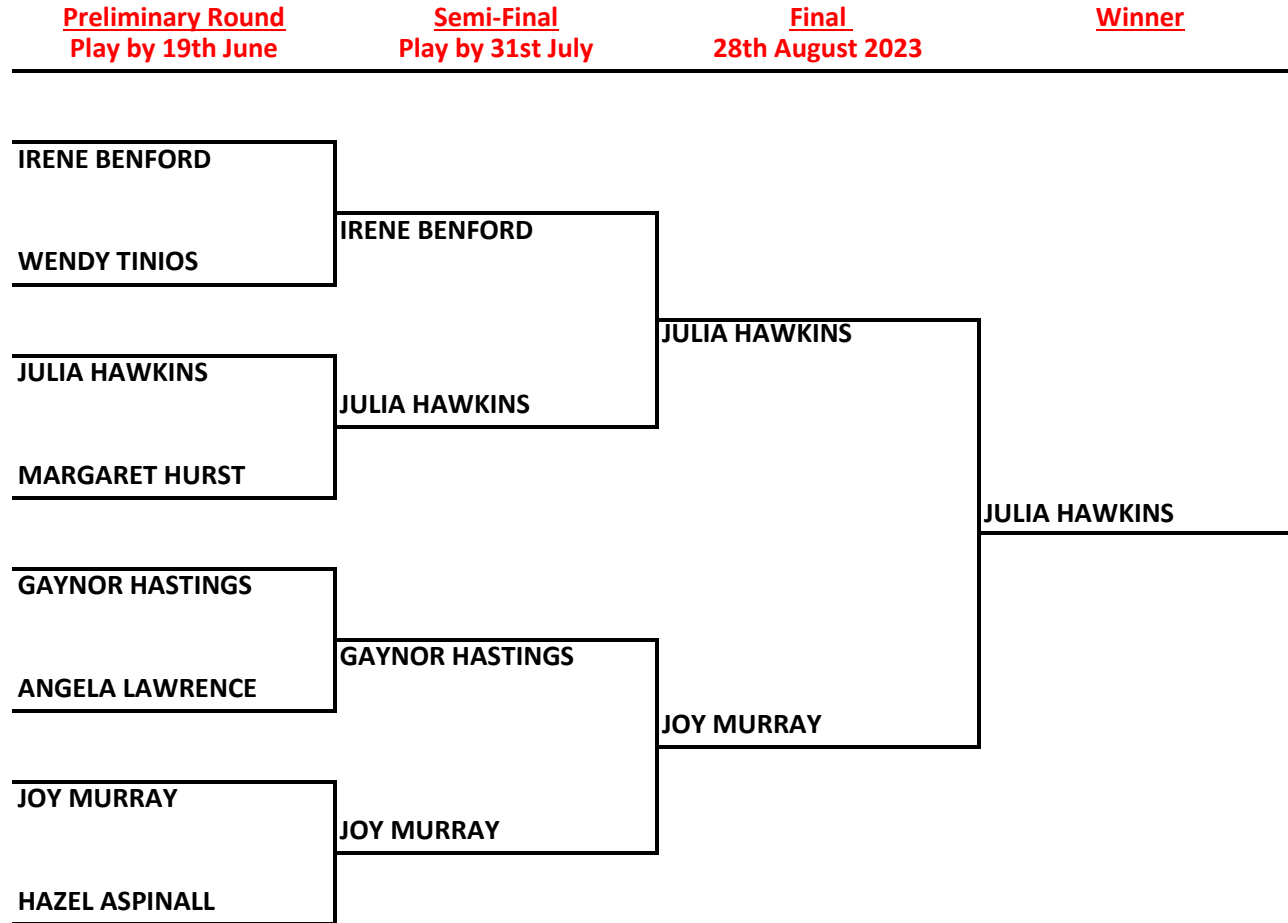 Preliminary Round Semi-Final Final Winner
Play by 19th June Play by 31st July 28th August 2023
IRENE BENFORD
IRENE BENFORD
WENDY TINIOS
JULIA HAWKINS
JULIA HAWKINS
JULIA HAWKINS
MARGARET HURST
JULIA HAWKINS
GAYNOR HASTINGS
GAYNOR HASTINGS
ANGELA LAWRENCE
JOY MURRAY
JOY MURRAY
JOY MURRAY
HAZEL ASPINALL